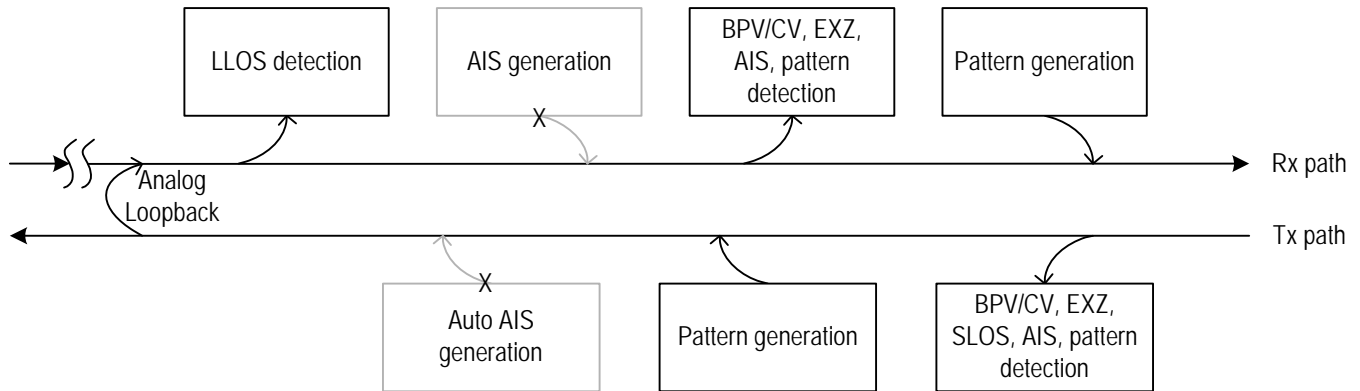 LLOS detection
AIS generation
BPV/CV, EXZ,
AIS, pattern
detection
Pattern generation
X
Rx path
Analog
Loopback
Tx path
X
Auto AIS
generation
Pattern generation
BPV/CV, EXZ,
SLOS, AIS, pattern
detection